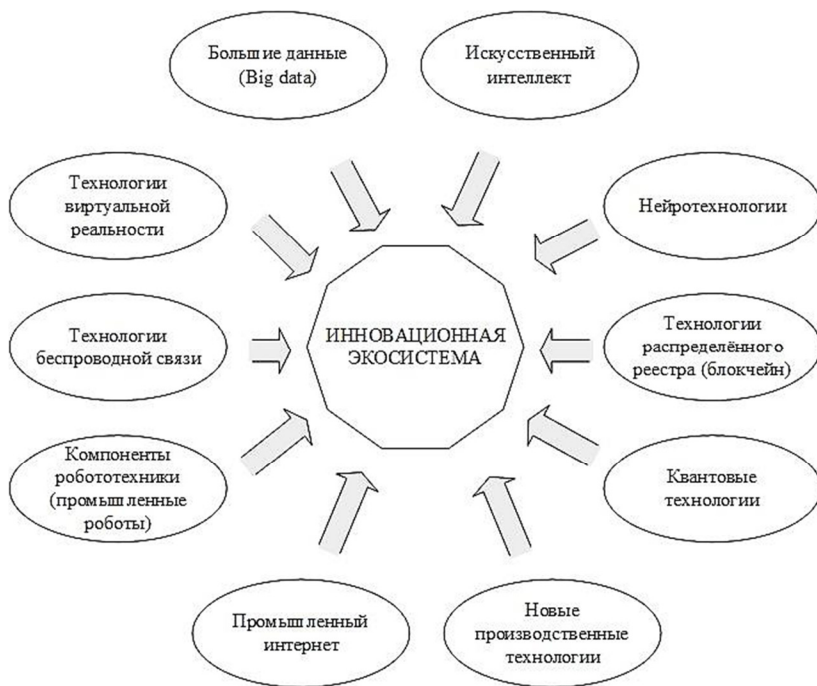 Большие данные
(Big data)
Искусственный
интеллект
Технологии
виртуальной
реальности
Нейротехнологии
Технологии
беспроводной связи
ИННОВАЦИОННАЯ
ЭКОСИСТЕМА
Технологии
распределённого
реестра (блокчейн)
Компоненты
робототехники
(промышленные
роботы)
Квантовые
технологии
Промышленный
интернет
Новые
производственные
технологии